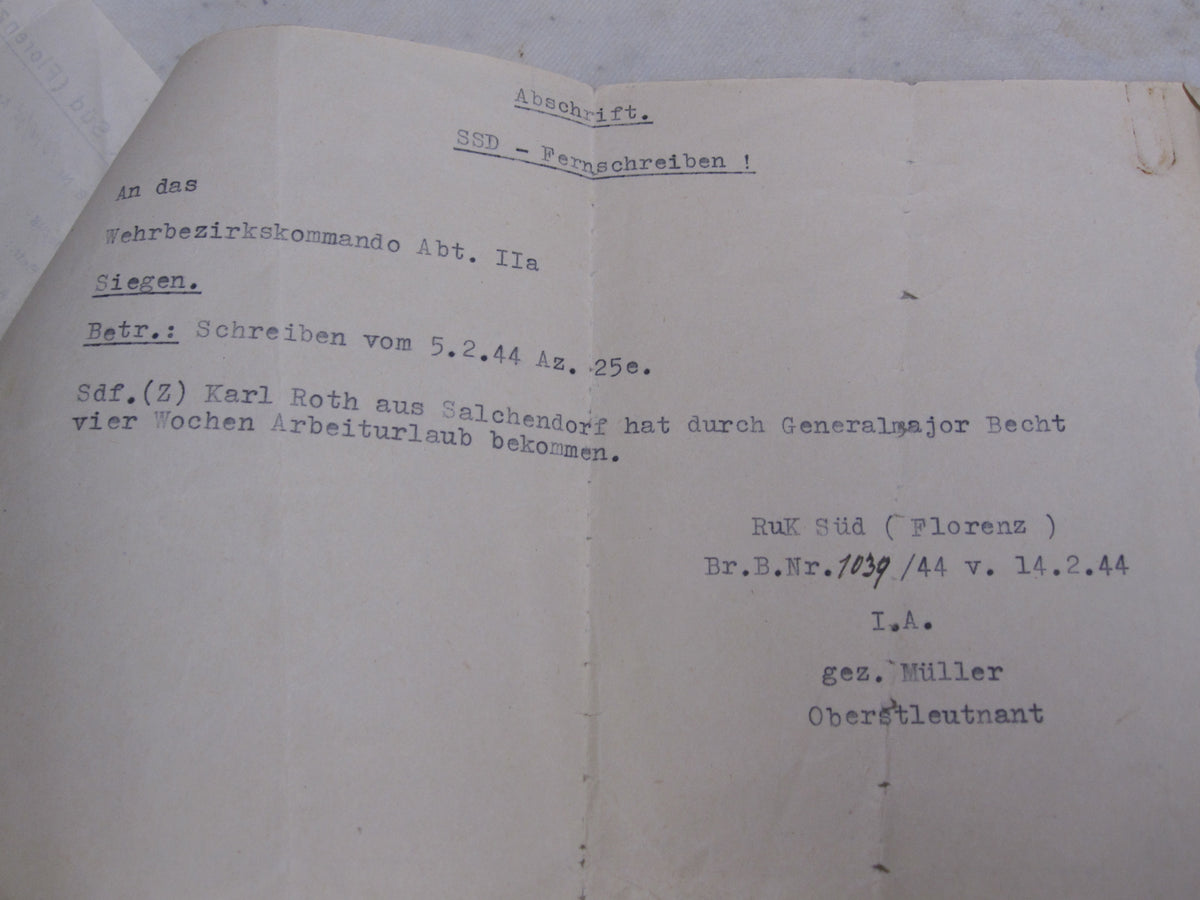 Abschrift.
SSD - Fernschreiben !
An das
Wehrbezirkskommando Abt. IIa
Siegen.
Betr.: Schreiben vom 5.2.44 Az. 25e.
Sdf.(Z) Karl Roth aus Salchendorf hat durch Generalmajor Becht
vier Wochen Arbeiturlaub bekommen.
RuK Süd ( Florenz )
Br.B.Nr.1039/44 v. 14.2.44
I.A.
gez. Müller
Oberstleutnant